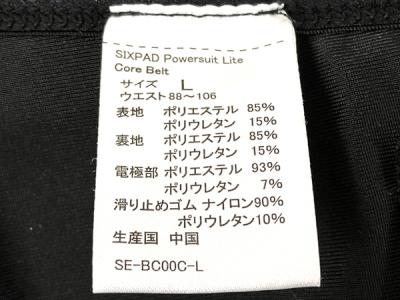 SIXPAD Powersuit Lite
Core Belt
サイズ L
ウエスト88～106
表地 ポリエステル 85%
ポリウレタン 15%
裏地 ポリエステル 85%
ポリウレタン 15%
電極部 ポリエステル 93%
ポリウレタン 7%
滑り止めゴム ナイロン90%
ポリウレタン10%
生産国 中国
SE-BC00C-L